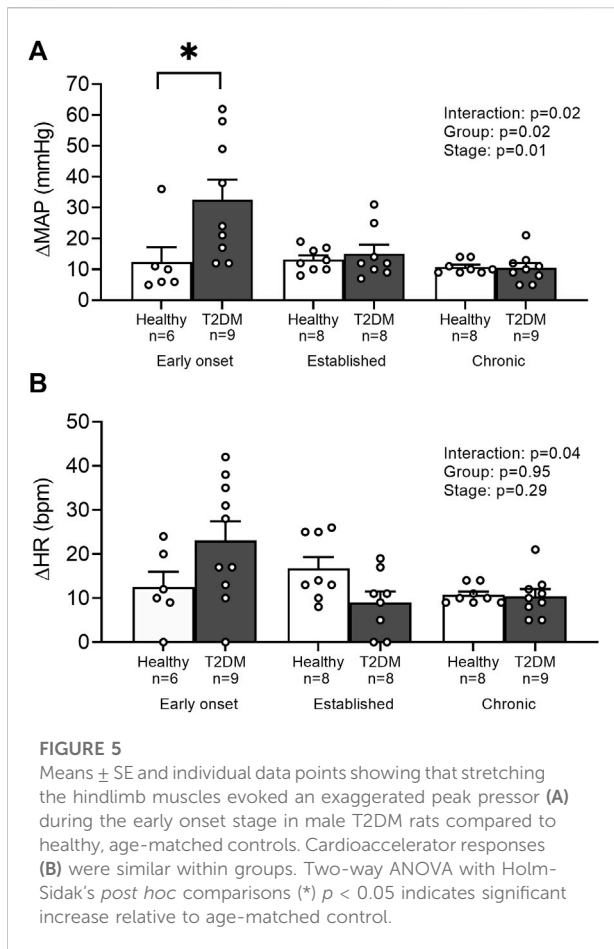 A
*
ΔMAP (mmHg)
70
60
50
40
30
20
10
0
Interaction: p=0.02
Group: p=0.02
Stage: p=0.01
Healthy T2DM Healthy T2DM Healthy T2DM
n=6 n=9 n=8 n=8 n=8 n=9
Early onset Established Chronic
B
ΔHR (bpm)
50
40
30
20
10
0
Interaction: p=0.04
Group: p=0.95
Stage: p=0.29
Healthy T2DM Healthy T2DM Healthy T2DM
n=6 n=9 n=8 n=8 n=8 n=9
Early onset Established Chronic
FIGURE 5
Means ± SE and individual data points showing that stretching
the hindlimb muscles evoked an exaggerated peak pressor (A)
during the early onset stage in male T2DM rats compared to
healthy, age-matched controls. Cardioaccelerator responses
(B) were similar within groups. Two-way ANOVA with Holm-
Sidak's post hoc comparisons (*) p < 0.05 indicates significant
increase relative to age-matched control.